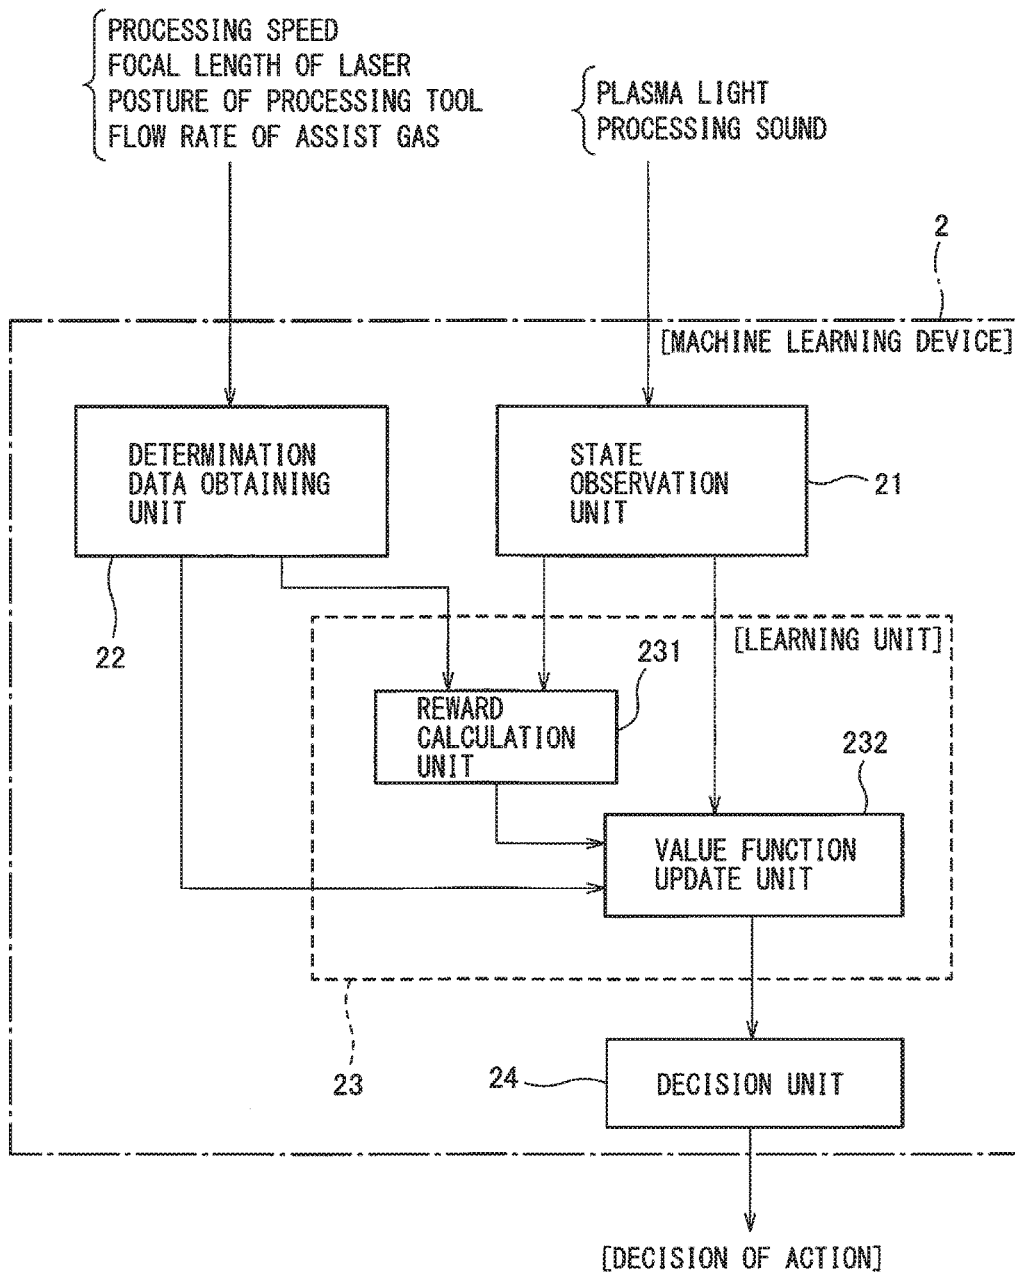 PROCESSING SPEED
FOCAL LENGTH OF LASER
POSTURE OF PROCESSING TOOL
FLOW RATE OF ASSIST GAS
PLASMA LIGHT
PROCESSING SOUND
2
[MACHINE LEARNING DEVICE]
DETERMINATION
DATA OBTAINING
UNIT
STATE
OBSERVATION
UNIT
21
22
[LEARNING UNIT]
231
REWARD
CALCULATION
UNIT
232
VALUE FUNCTION
UPDATE UNIT
23
24
DECISION UNIT
[DECISION OF ACTION]